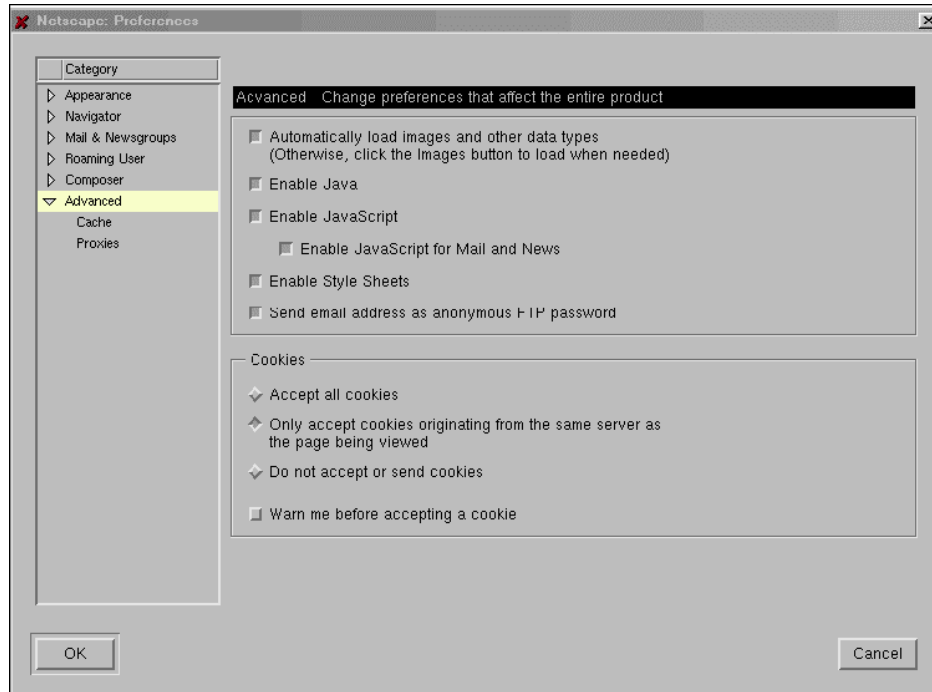 Netscape: Preferences
Category
Appearance
Navigator
Mail & Newsgroups
Roaming User
Composer
Advanced
Cache
Proxies
Advanced Change preferences that affect the entire product
Automatically load images and other data types
(Otherwise, click the Images button to load when needed)
Enable Java
Enable JavaScript
Enable JavaScript for Mail and News
Enable Style Sheets
Send email address as anonymous FTP password
Cookies
Accept all cookies
Only accept cookies originating from the same server as
the page being viewed
Do not accept or send cookies
Warn me before accepting a cookie
OK
Cancel